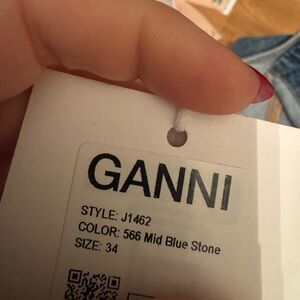 GANNI
STYLE: J1462
COLOR: 566 Mid Blue Stone
SIZE: 34